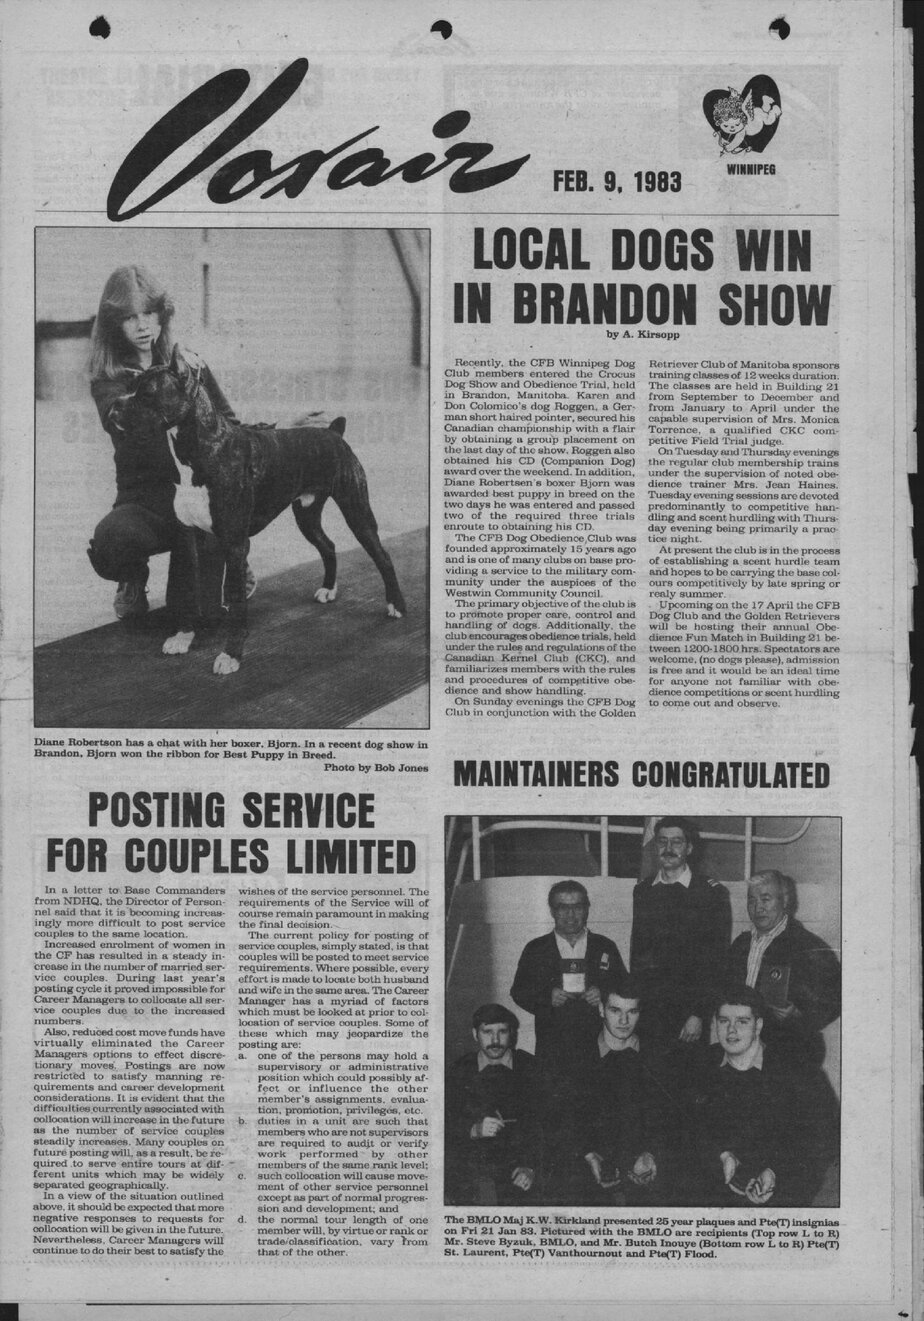 Voxair
FEB. 9, 1983
WINNIPEG
LOCAL DOGS WIN
IN BRANDON SHOW
by A. Kirsopp
Recently, the CFB Winnipeg Dog
Club members entered the Crocus
Dog Show and Obedience Trial, held
in Brandon, Manitoba. Karen and
Don Colomico's dog Roggen, a Ger-
man short haired pointer, secured his
Canadian championship with a flair
by obtaining a group placement on
the last day of the show. Roggen also
obtained his CD (Companion Dog)
award over the weekend. In addition,
Diane Robertsen's boxer Bjorn was
awarded best puppy in breed on the
two days he was entered and passed
two of the required three trials
enroute to obtaining his CD.
The CFB Dog Obedience Club was
founded approximately 15 years ago
and is one of many clubs on base pro-
viding a service to the military com-
munity under the auspices of the
Westwin Community Council.
The primary objective of the club is
to promote proper care, control and
handling of dogs. Additionally, the
club encourages obedience trials, held
under the rules and regulations of the
Canadian Kernel Club (CKC), and
familiarizes members with the rules
and procedures of competitive obe-
dience and show handling.
On Sunday evenings the CFB Dog
Club in conjunction with the Golden
Retriever Club of Manitoba sponsors
training classes of 12 weeks duration.
The classes are held in Building 21
from September to December and
from January to April under the
capable supervision of Mrs. Monica
Torrence, a qualified CKC com-
petitive Field Trial judge.
On Tuesday and Thursday evenings
the regular club membership trains
under the supervision of noted obe-
dience trainer Mrs. Jean Haines.
Tuesday evening sessions are devoted
predominantly to competitive han-
dling and scent hurdling with Thurs-
day evening being primarily a prac-
tice night.
At present the club is in the process
of establishing a scent hurdle team
and hopes to be carrying the base col-
ours competitively by late spring or
realy summer.
Upcoming on the 17 April the CFB
Dog Club and the Golden Retrievers
will be hosting their annual Obe-
dience Fun Match in Building 21 be-
tween 1200-1800 hrs. Spectators are
welcome, (no dogs please), admission
is free and it would be an ideal time
for anyone not familiar with obe-
dience competitions or scent hurdling
to come out and observe.
Diane Robertson has a chat with her boxer, Bjorn. In a recent dog show in
Brandon, Bjorn won the ribbon for Best Puppy in Breed.
Photo by Bob Jones
POSTING SERVICE
FOR COUPLES LIMITED
In a letter to Base Commanders
from NDHQ, the Director of Person-
nel said that it is becoming increas-
ingly more difficult to post service
couples to the same location.
Increased enrolment of women in
the CF has resulted in a steady in-
crease in the number of married ser-
vice couples. During last year's
posting cycle it proved impossible for
Career Managers to collocate all ser-
vice couples due to the increased
numbers.
Also, reduced cost move funds have
virtually eliminated the Career
Managers options to effect discre-
tionary moves. Postings are now
restricted to satisfy manning re-
quirements and career development
considerations. It is evident that the
difficulties currently associated with
collocation will increase in the future
as the number of service couples
steadily increases. Many couples on
future posting will, as a result, be re-
quired to serve entire tours at dif-
ferent units which may be widely
separated geographically.
In a view of the situation outlined
above, it should be expected that more
negative responses to requests for
collocation will be given in the future.
Nevertheless, Career Managers will
continue to do their best to satisfy the
wishes of the service personnel. The
requirements of the Service will of
course remain paramount in making
the final decision.
The current policy for posting of
service couples, simply stated, is that
couples will be posted to meet service
requirements. Where possible, every
effort is made to locate both husband
and wife in the same area. The Career
Manager has a myriad of factors
which must be looked at prior to col-
location of service couples. Some of
these which may jeopardize the
posting are:
a. one of the persons may hold a
supervisory or administrative
position which could possibly af-
fect or influence the other
member's assignments, evalua-
tion, promotion, privileges, etc.
b. duties in a unit are such that
members who are not supervisors
are required to audit or verify
work performed by other
members of the same rank level;
c. such collocation will cause move-
ment of other service personnel
except as part of normal progres-
sion and development; and
d. the normal tour length of one
member will, by virtue or rank or
trade/classification, vary from
that of the other.
MAINTAINERS CONGRATULATED
The BMLO Maj K.W. Kirkland presented 25 year plaques and Pte(T) insignias
on Fri 21 Jan 83. Pictured with the BMLO are recipients (Top row L to R)
Mr. Steve Byzuk, BMLO, and Mr. Butch Inouye (Bottom row L to R) Pte(T)
St. Laurent, Pte(T) Vanthournout and Pte(T) Flood.